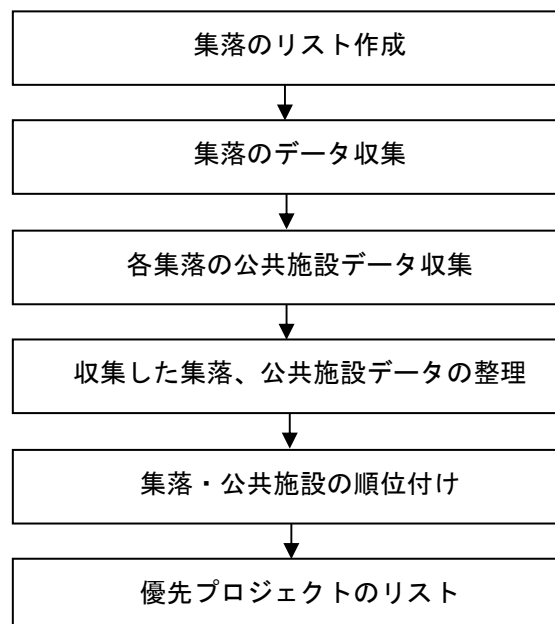 集落のリスト作成
集落のデータ収集
各集落の公共施設データ収集
収集した集落、公共施設データの整理
集落・公共施設の順位付け
優先プロジェクトのリスト